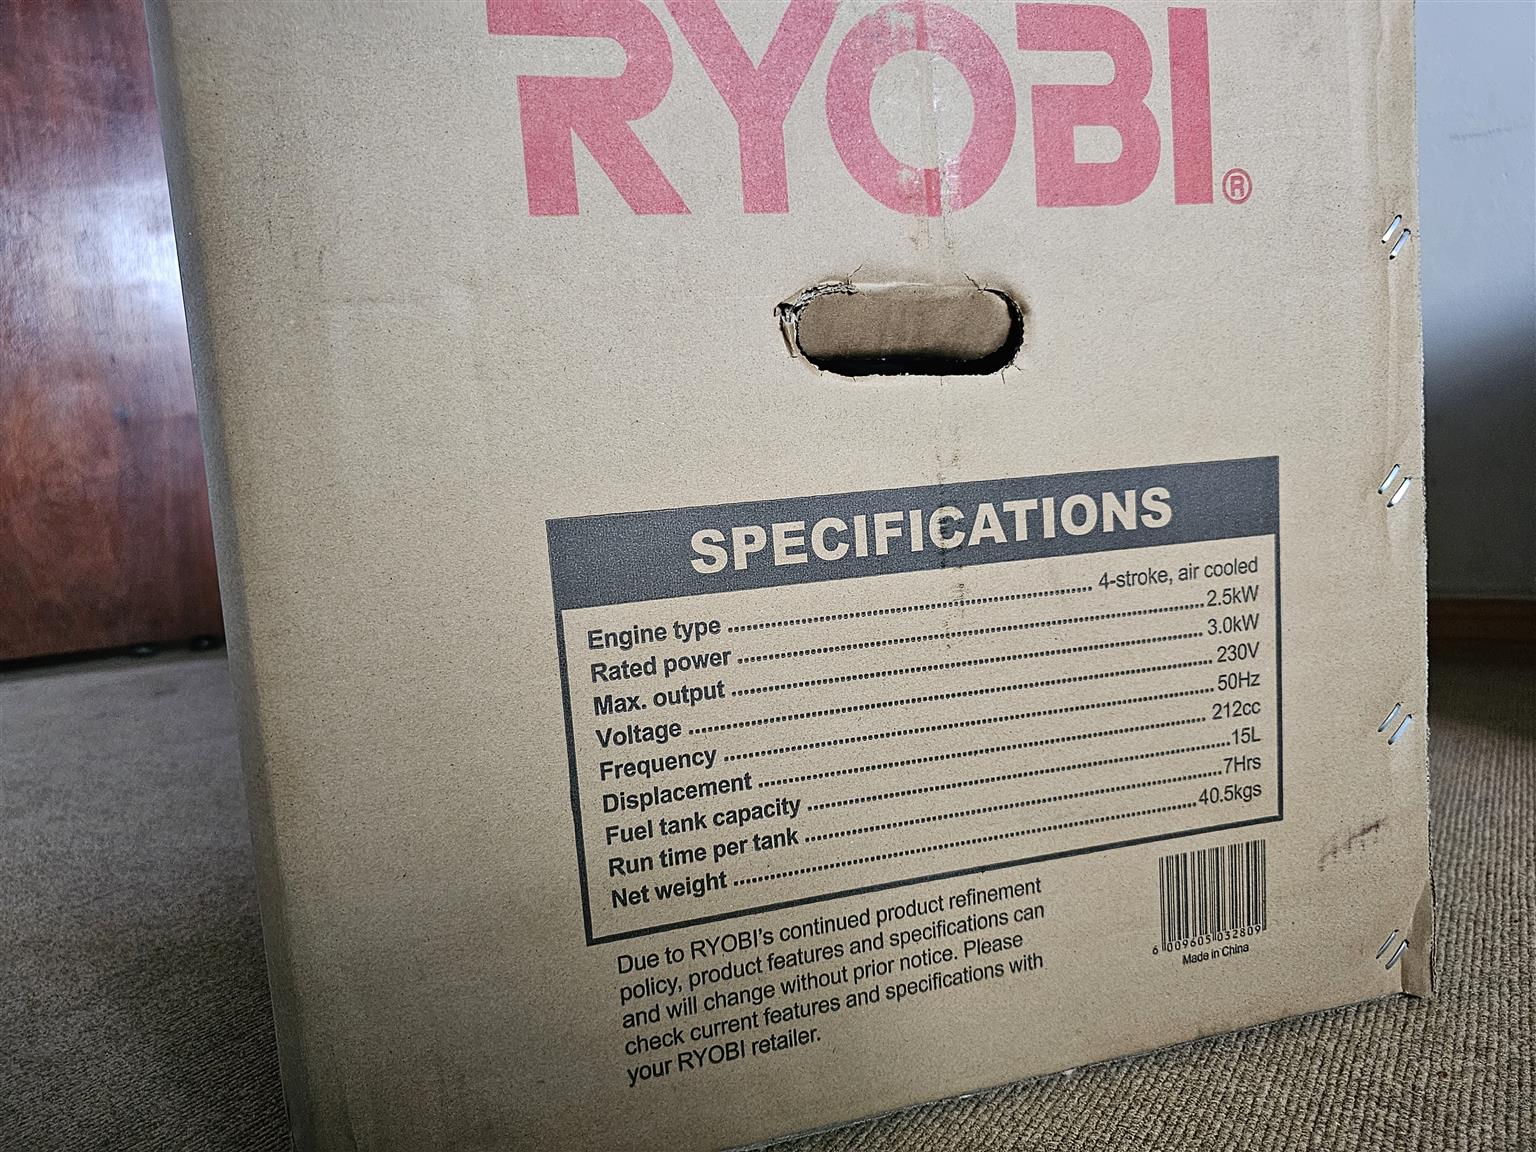 RYOBI®
SPECIFICATIONS
Engine type ........ 4-stroke, air cooled
Rated power ........ 2.5kW
Max. output ........ 3.0kW
Voltage ........ 230V
Frequency ........ 50Hz
Displacement ........ 212cc
Fuel tank capacity ........ 15L
Run time per tank ........ 7Hrs
Net weight ........ 40.5kgs
Due to RYOBI's continued product refinement
policy, product features and specifications can
and will change without prior notice. Please
check current features and specifications with
your RYOBI retailer.
6 009605 032809
Made in China